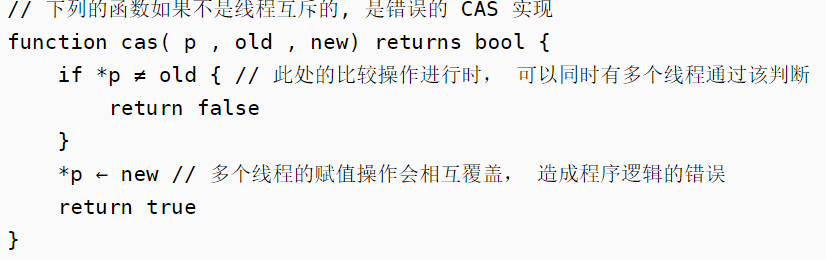 // 下列的函数如果不是线程互斥的, 是错误的 CAS 实现
function cas( p , old , new) returns bool {
    if *p ≠ old { // 此处的比较操作进行时， 可以同时有多个线程通过该判断
        return false
    }
    *p ← new // 多个线程的赋值操作会相互覆盖， 造成程序逻辑的错误
    return true
}